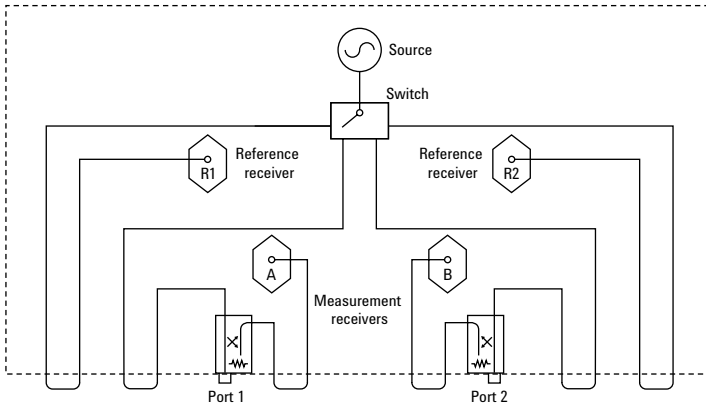 Source
Switch
Reference
receiver
R1
Reference
receiver
R2
A
B
Measurement
receivers
Port 1
Port 2